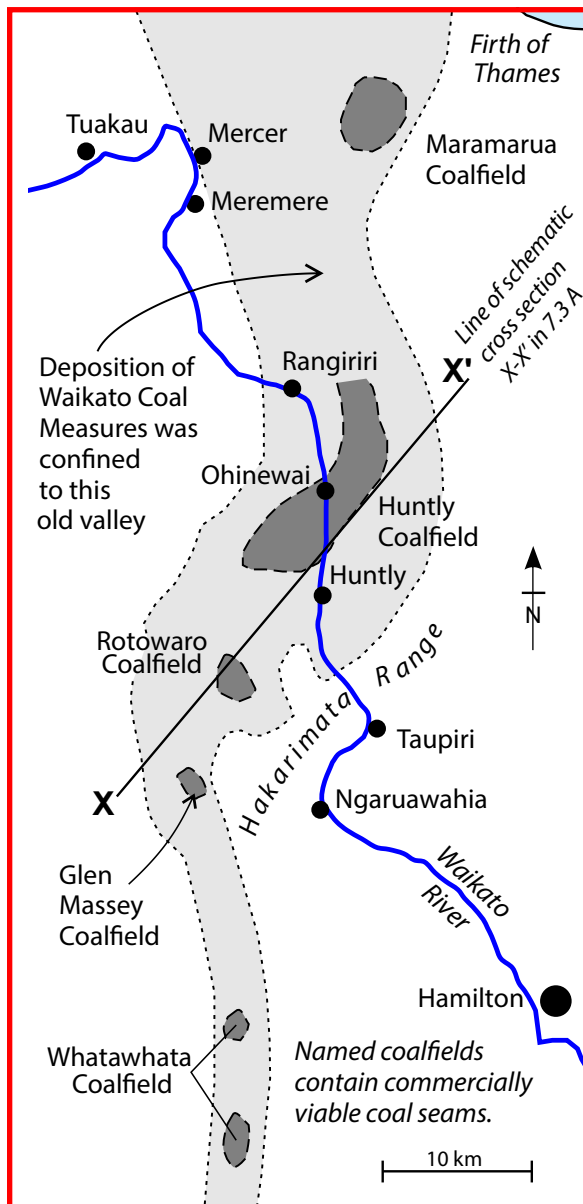 Firth of
Thames
Tuakau
Mercer
Maramarua
Coalfield
Meremere
Line of schematic
cross section
X-X' in 7.3 A
Deposition of
Waikato Coal
Measures was
confined
to this
old valley
Rangiriri
X'
Ohinewai
Huntly
Coalfield
Huntly
N
Rotowaro
Coalfield
Hakarimata Range
Taupiri
X
Ngaruawahia
Glen
Massey
Coalfield
Waikato
River
Hamilton
Whatawhata
Coalfield
Named coalfields
contain commercially
viable coal seams.
10 km